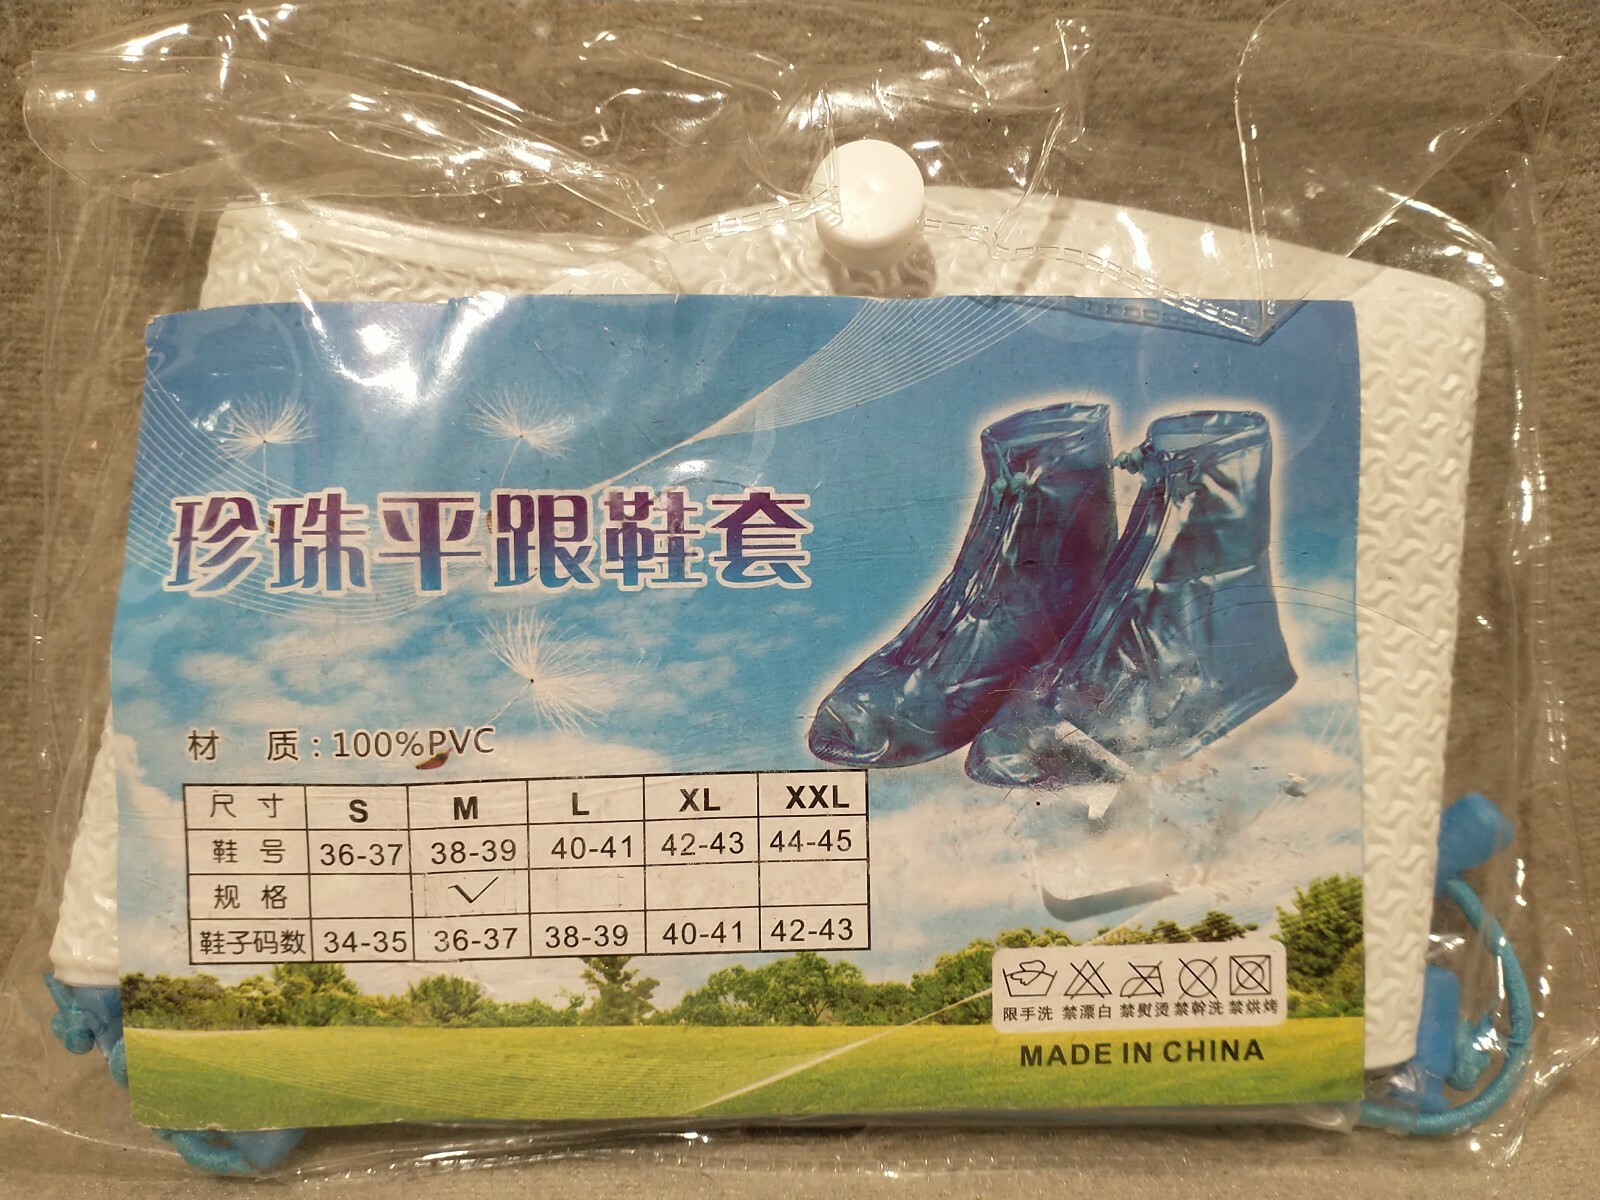 珍珠平跟鞋套
材 质：100%PVC
尺 寸 S M L XL XXL
鞋 号 36-37 38-39 40-41 42-43 44-45
规 格 ✓
鞋子码数 34-35 36-37 38-39 40-41 42-43
限手洗 禁漂白 禁熨烫 禁幹洗 禁烘烤
MADE IN CHINA